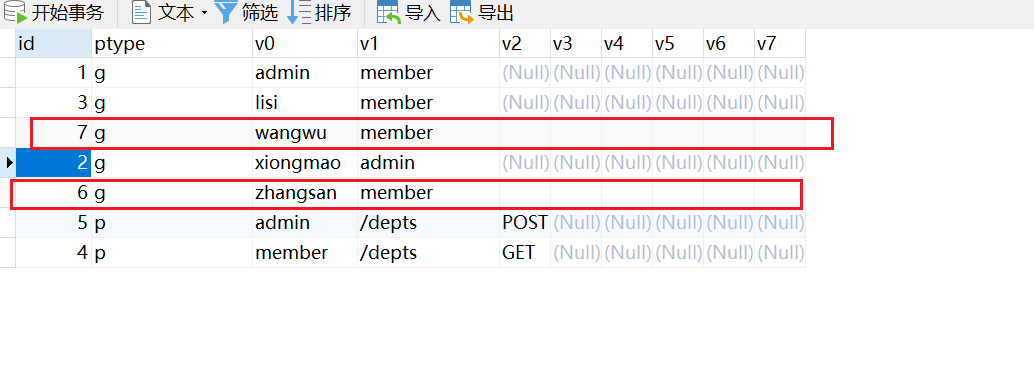 开始事务 文本 筛选 排序 导入 导出
id ptype v0 v1 v2 v3 v4 v5 v6 v7
1 g admin member (Null) (Null) (Null) (Null) (Null) (Null)
3 g lisi member (Null) (Null) (Null) (Null) (Null) (Null)
7 g wangwu member
2 g xiongmao admin (Null) (Null) (Null) (Null) (Null) (Null)
6 g zhangsan member
5 p admin /depts POST (Null) (Null) (Null) (Null) (Null)
4 p member /depts GET (Null) (Null) (Null) (Null) (Null)